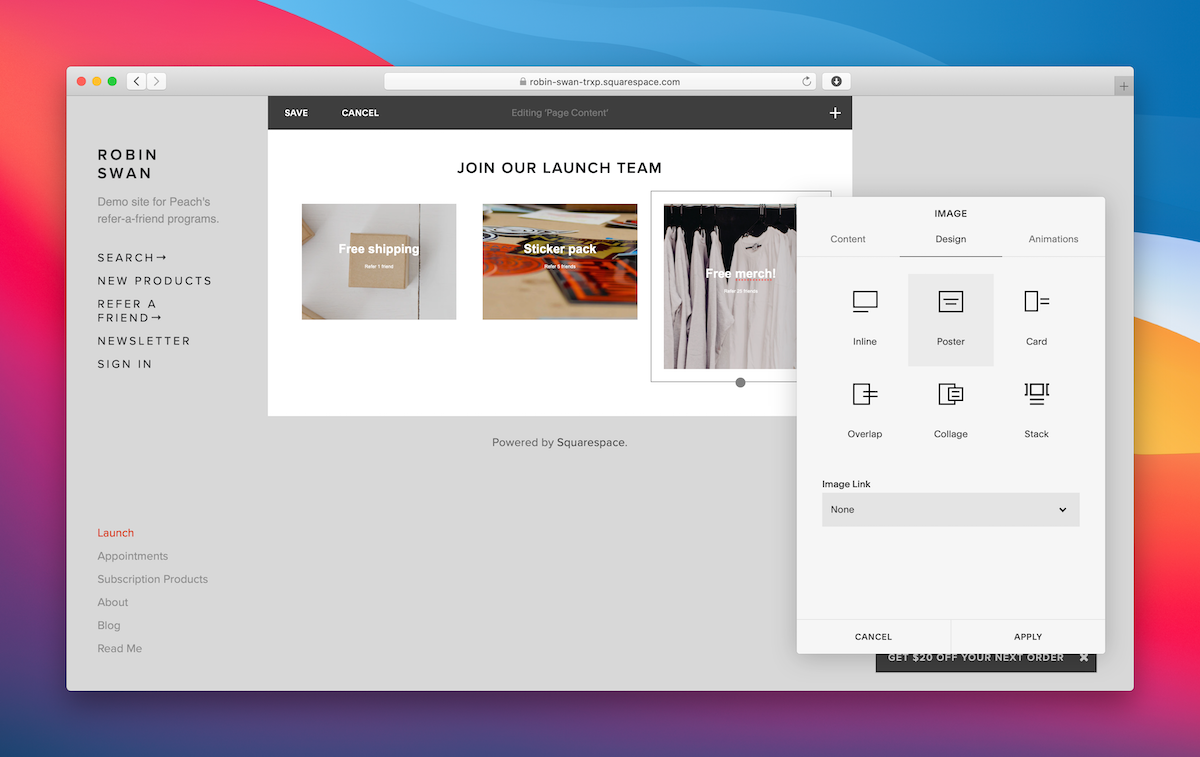 robin-swan-trxp.squarespace.com
SAVE CANCEL Editing 'Page Content'
ROBIN
SWAN
Demo site for Peach's
refer-a-friend programs.
SEARCH→
NEW PRODUCTS
REFER A
FRIEND→
NEWSLETTER
SIGN IN
Launch
Appointments
Subscription Products
About
Blog
Read Me
JOIN OUR LAUNCH TEAM
Free shipping
Refer 1 friend
Sticker pack
Refer 5 friends
Free merch!
Refer 25 friends
Powered by Squarespace.
IMAGE
Content Design Animations
Inline Poster Card
Overlap Collage Stack
Image Link
None
CANCEL APPLY
GET $20 OFF YOUR NEXT ORDER